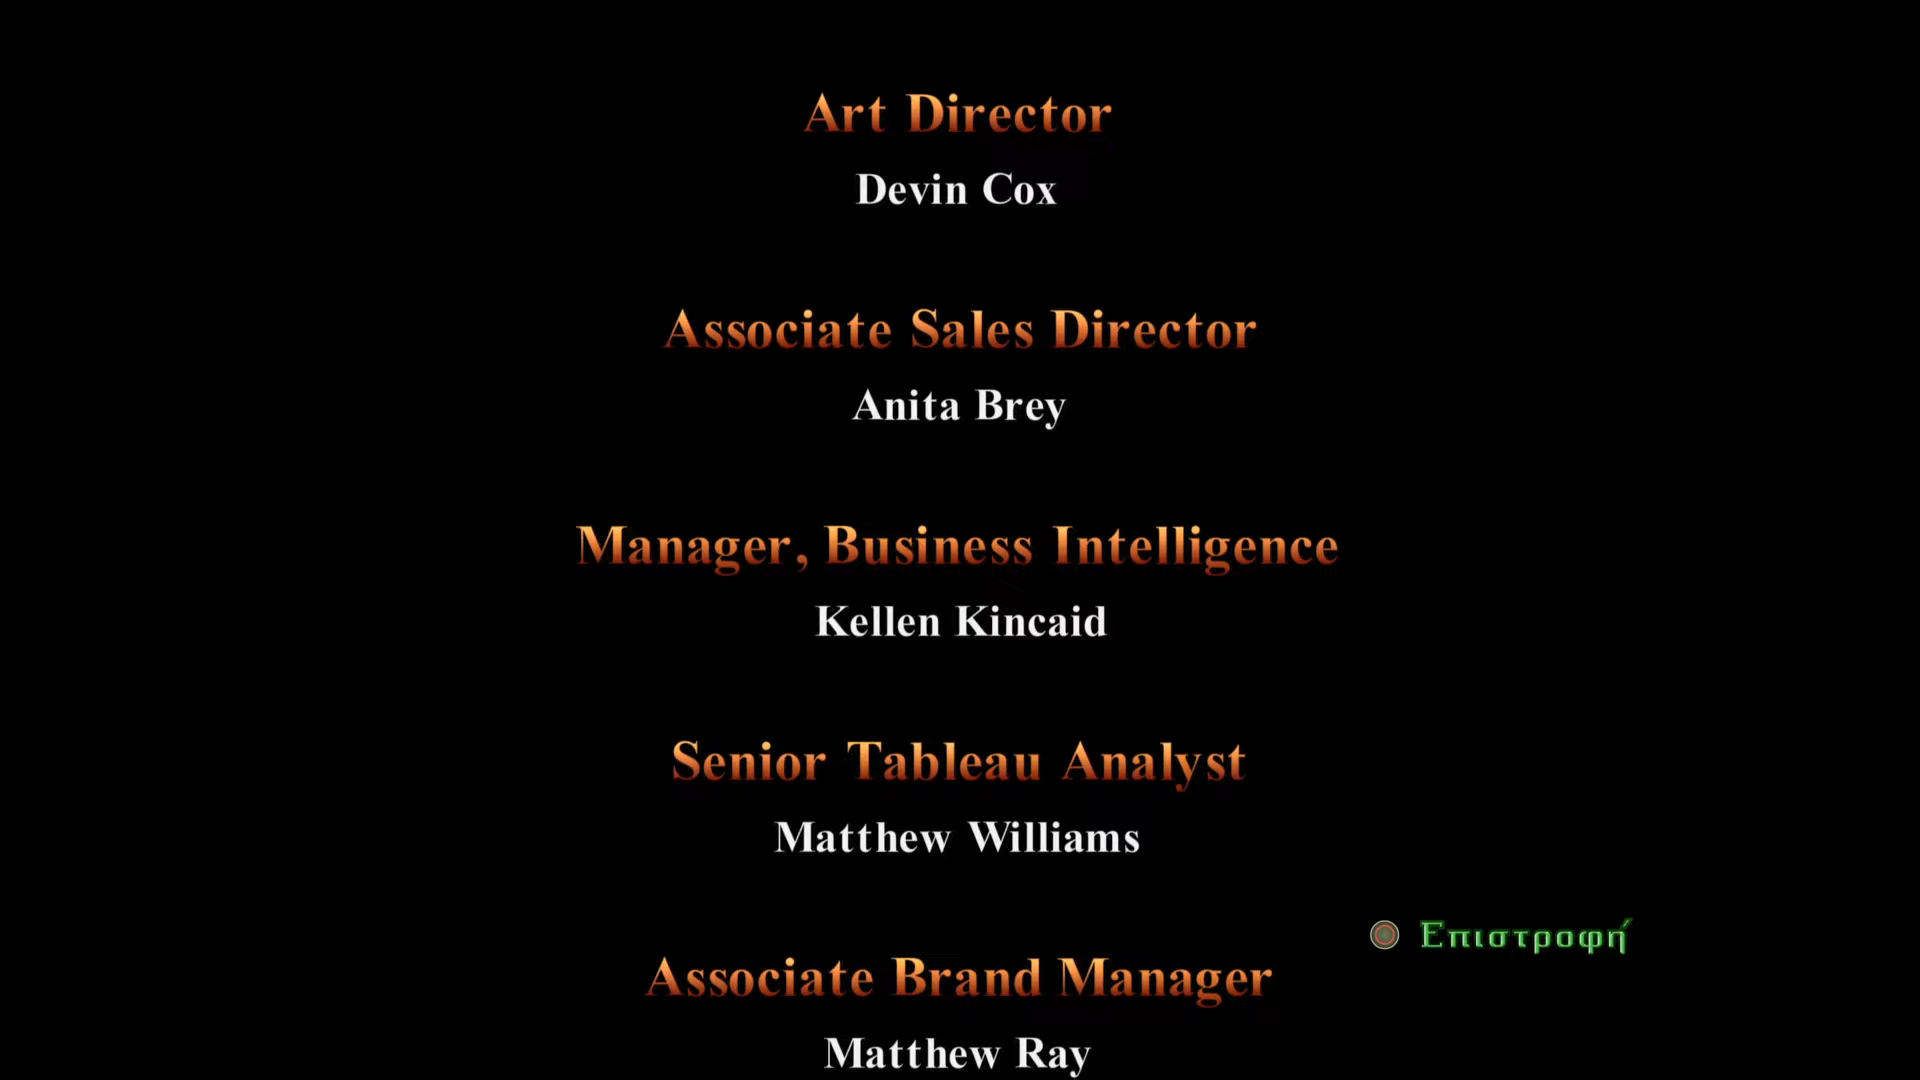 Art Director
Devin Cox
Associate Sales Director
Anita Brey
Manager, Business Intelligence
Kellen Kincaid
Senior Tableau Analyst
Matthew Williams
Επιστροφή
Associate Brand Manager
Matthew Ray